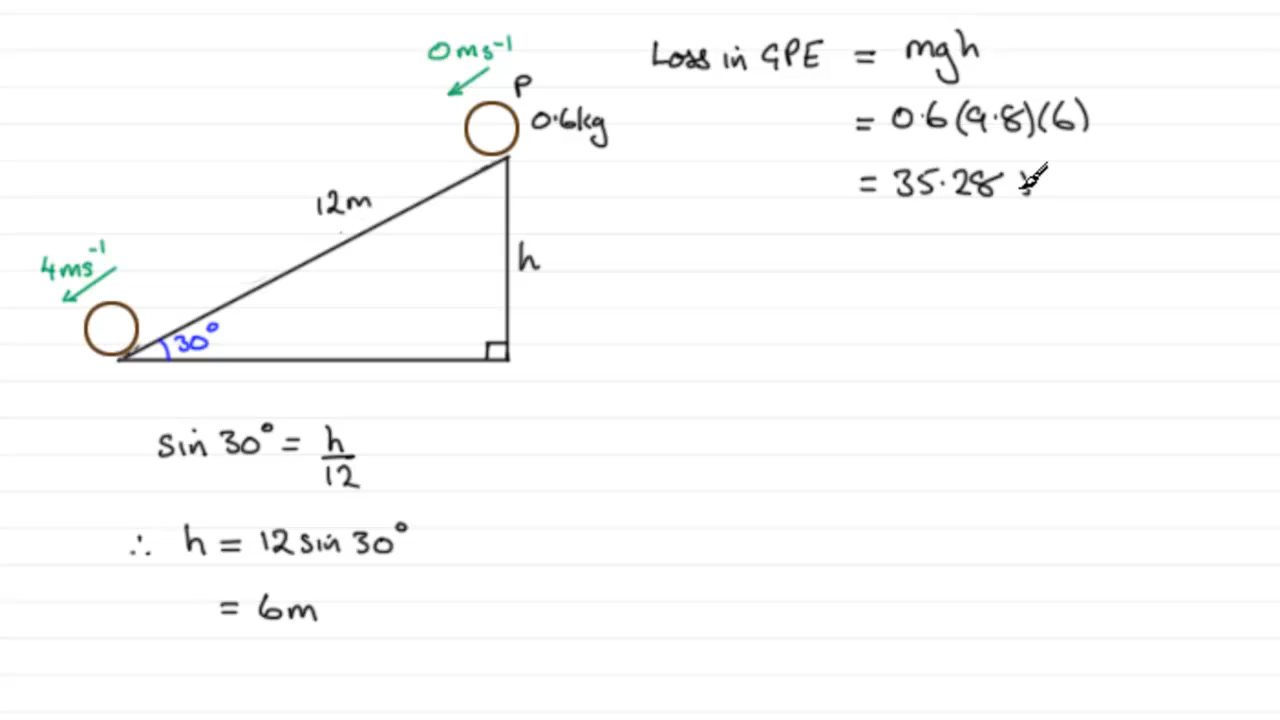 0ms⁻¹
P
0.6kg
12m
h
4ms⁻¹
30°
sin 30° = h/12
∴ h = 12 sin 30°
= 6m
Loss in GPE = mgh
= 0.6(9.8)(6)
= 35.28